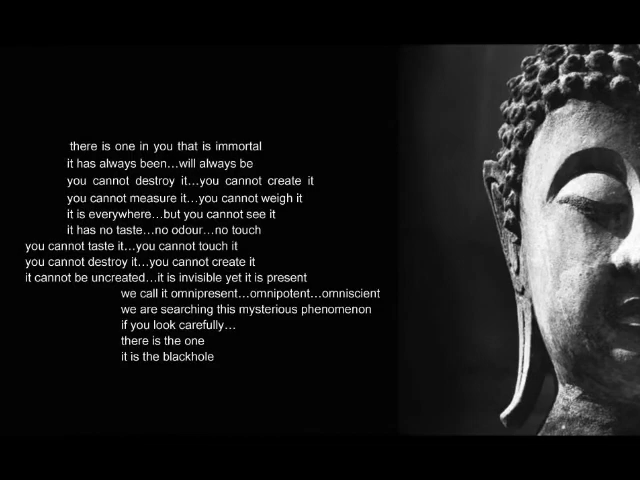 there is one in you that is immortal
it has always been...will always be
you cannot destroy it...you cannot create it
you cannot measure it...you cannot weigh it
it is everywhere...but you cannot see it
it has no taste...no odour...no touch
you cannot taste it...you cannot touch it
you cannot destroy it...you cannot create it
it cannot be uncreated...it is invisible yet it is present
we call it omnipresent...omnipotent...omniscient
we are searching this mysterious phenomenon
if you look carefully...
there is the one
it is the blackhole